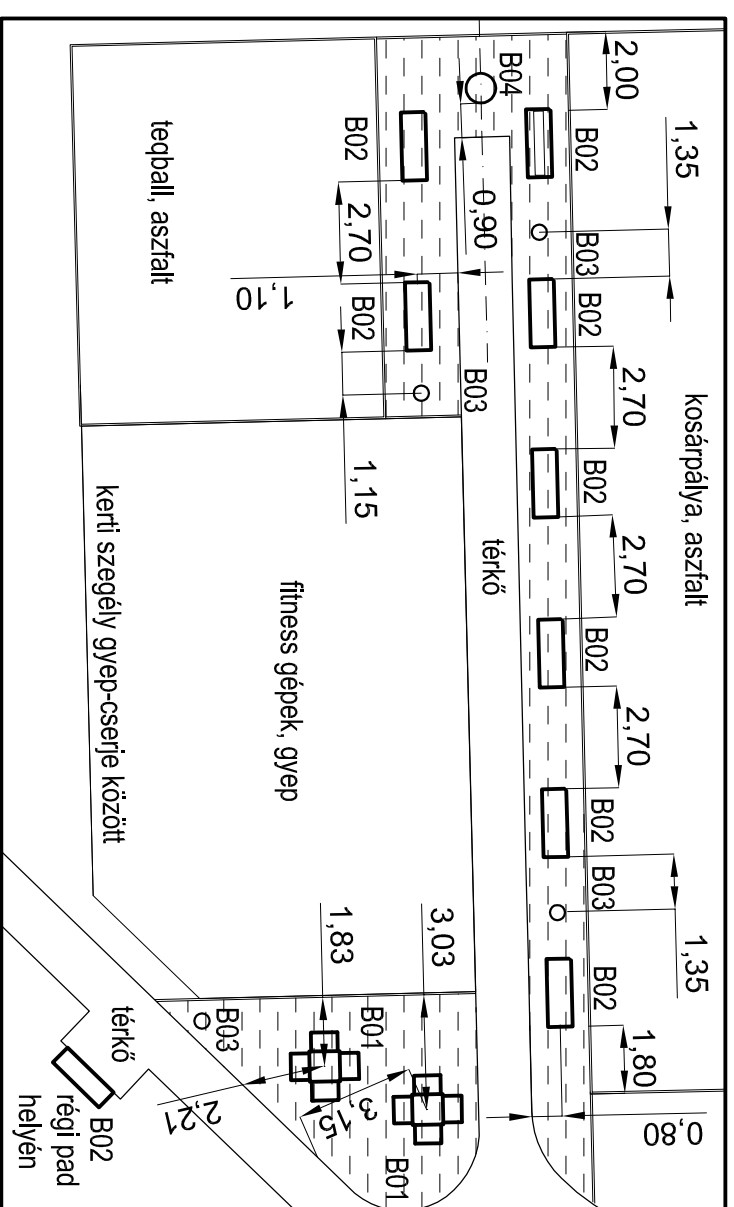 kosárpálya, aszfalt
2,00
1,35
2,70
2,70
2,70
1,35
1,80
0,80
B02
B03
B02
B02
B02
B02
B03
B02
B04
0,90
térkő
B02
2,70
B02
B03
1,10
1,15
teqball, aszfalt
fitness gépek, gyep
kerti szegély gyep-cserje között
3,03
1,83
B01
B01
3,15
2,21
B03
térkő
B02
régi pad
helyén